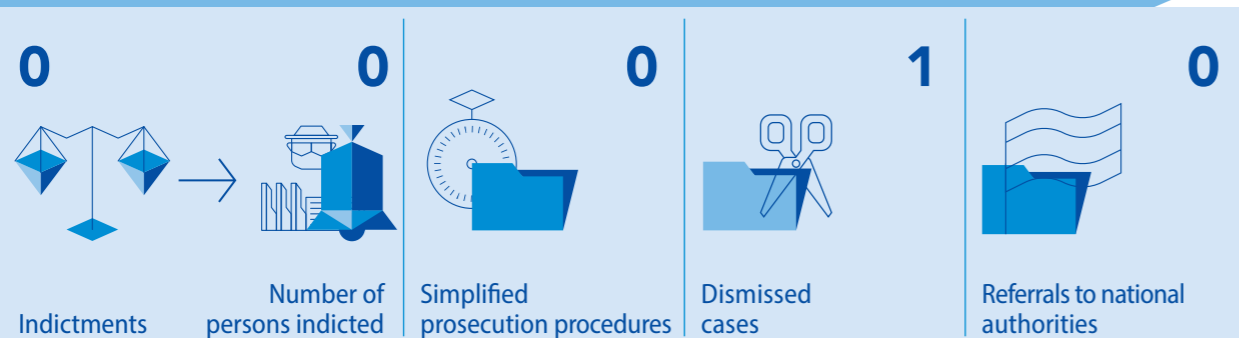 0
Indictments
0
Number of
persons indicted
0
Simplified
prosecution procedures
1
Dismissed
cases
0
Referrals to national
authorities